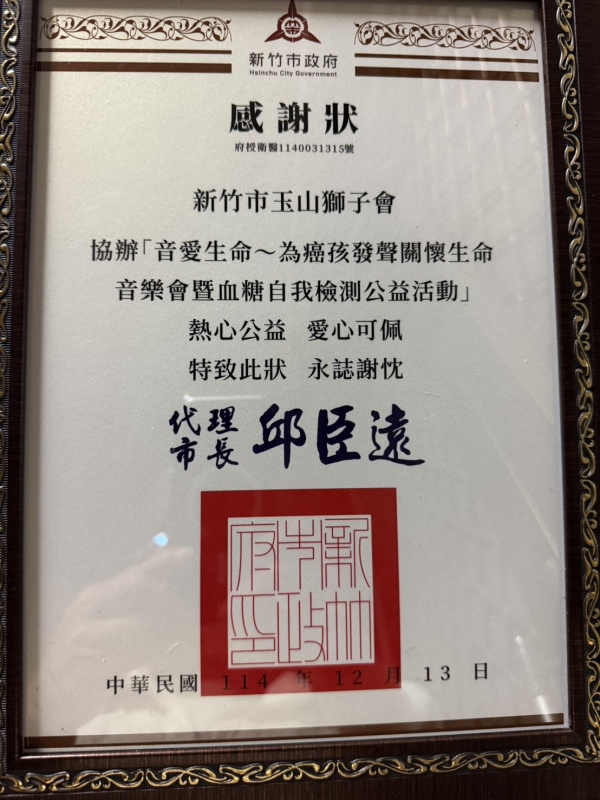 新竹市政府
Hsinchu City Government
感謝狀
府授衛醫1140031315號
新竹市玉山獅子會
協辦「音愛生命～為癌孩發聲關懷生命
音樂會暨血糖自我檢測公益活動」
熱心公益 愛心可佩
特致此狀 永誌謝忱
代理市長 邱臣遠
新竹市政府印
中華民國 114 年 12 月 13 日